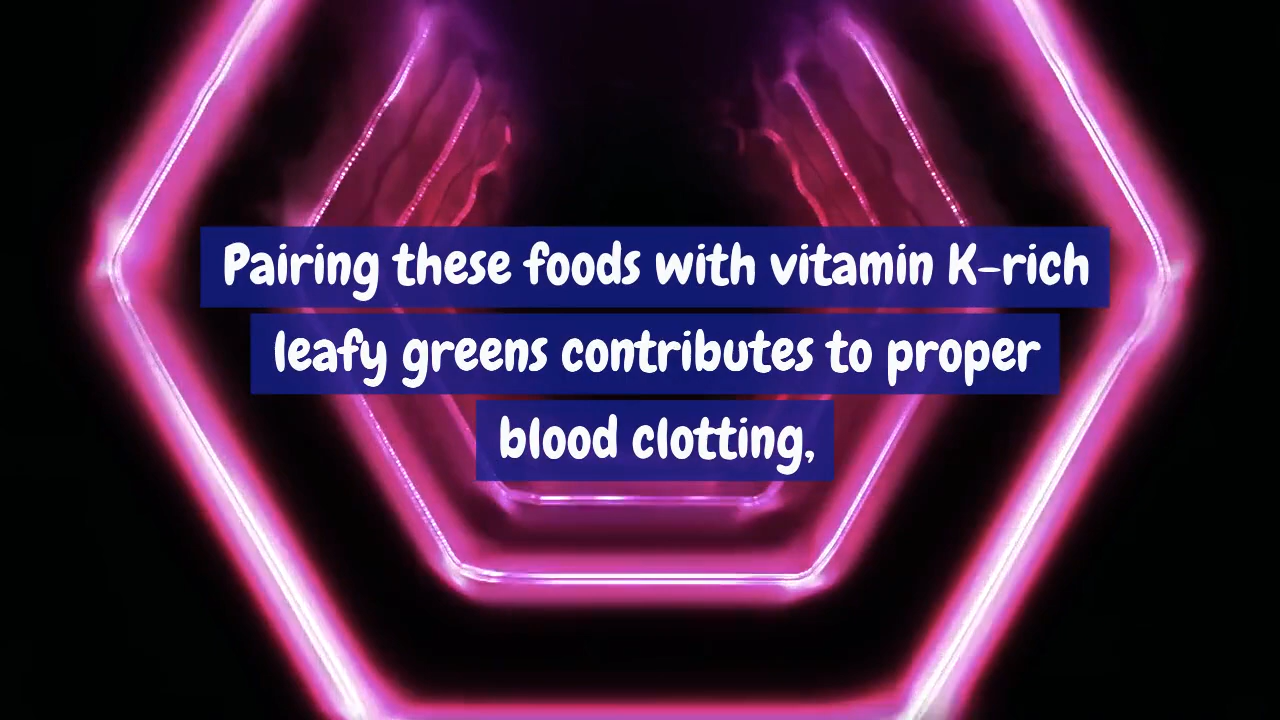 Pairing these foods with vitamin K-rich
leafy greens contributes to proper
blood clotting,